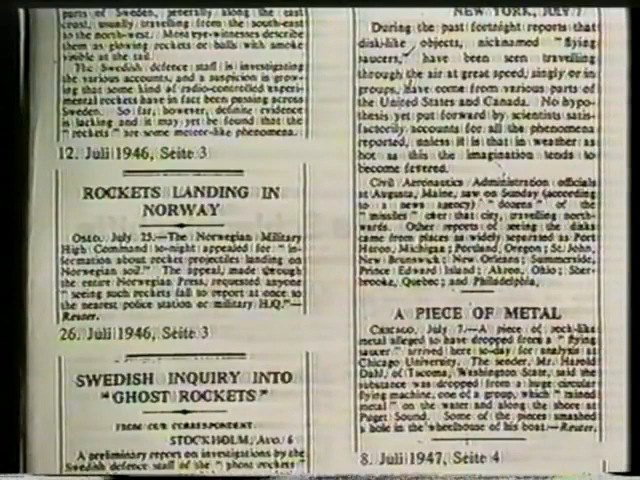 parts of Sweden, generally along the east
coast, usually travelling from the south-east
to the north-west. Most eye-witnesses describe
them as glowing rockets or balls with smoke
visible at the tail.
The Swedish defence staff is investigating
the various accounts, and a suspicion is grow-
ing that some kind of radio-controlled experi-
mental rockets have in fact been passing across
Sweden. So far, however, definite evidence
is lacking and it may yet be found that the
"rockets" are some meteor-like phenomena.
12. Juli 1946, Seite 3
ROCKETS LANDING IN
NORWAY
OSLO, July 25.—The Norwegian Military
High Command to-night appealed for "in-
formation about rocket projectiles landing on
Norwegian soil." The appeal, made through
the entire Norwegian Press, requested anyone
"seeing such rockets fall to report at once to
the nearest police station or military H.Q."—
Reuter.
26. Juli 1946, Seite 3
SWEDISH INQUIRY INTO
"GHOST ROCKETS"
FROM OUR CORRESPONDENT
STOCKHOLM, AUG. 6
A preliminary report on investigations by the
Swedish defence staff of the "ghost rockets"
NEW YORK, JULY 7
During the past fortnight reports that
disk-like objects, nicknamed "flying
saucers," have been seen travelling
through the air at great speed, singly or in
groups, have come from various parts of
the United States and Canada. No hypo-
thesis yet put forward by scientists satis-
factorily accounts for all the phenomena
reported, unless it is that in weather as
hot as this the imagination tends to
become fevered.
Civil Aeronautics Administration officials
at Augusta, Maine, saw on Sunday (according
to a news agency) "dozens" of the
"missiles" over that city, travelling north-
wards. Other reports of seeing the disks
came from places as widely separated as Port
Huron, Michigan; Portland, Oregon; St. John,
New Brunswick; New Orleans; Summerside,
Prince Edward Island; Akron, Ohio; Sher-
brooke, Quebec; and Philadelphia.
A PIECE OF METAL
CHICAGO, July 7.—A piece of rock-like
metal alleged to have dropped from a "flying
saucer" arrived here to-day for analysis at
Chicago University. The sender, Mr. Harold
Dahl, of Tacoma, Washington State, said the
substance was dropped from a huge circular
flying machine, one of a group, which "rained
metal" on the water and along the shore at
Puget Sound. Some of the pieces smashed
a hole in the wheelhouse of his boat.—Reuter.
8. Juli 1947, Seite 4